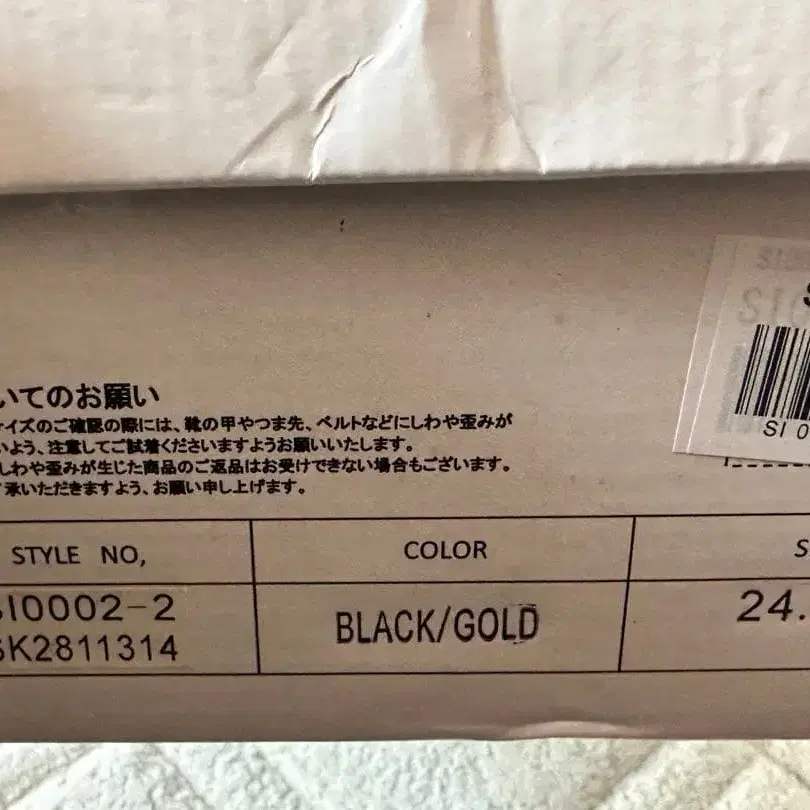 いてのお願い
イズのご確認の際には、靴の甲やつま先、ベルトなどにしわや歪みが
いよう、注意してご試着くださいますようお願いいたします。
しわや歪みが生じた商品のご返品はお受けできない場合もございます。
承いただきますよう、お願い申し上げます。
SI 0
STYLE NO,
COLOR
S
SI0002-2
BLACK/GOLD
24.
SK2811314